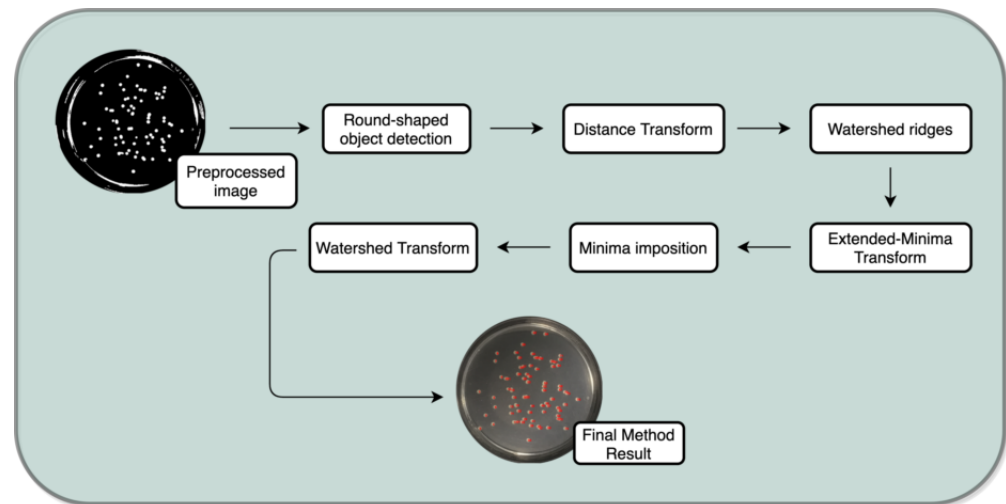 Preprocessed
image
Round-shaped
object detection
Distance Transform
Watershed ridges
Extended-Minima
Transform
Minima imposition
Watershed Transform
Final Method
Result